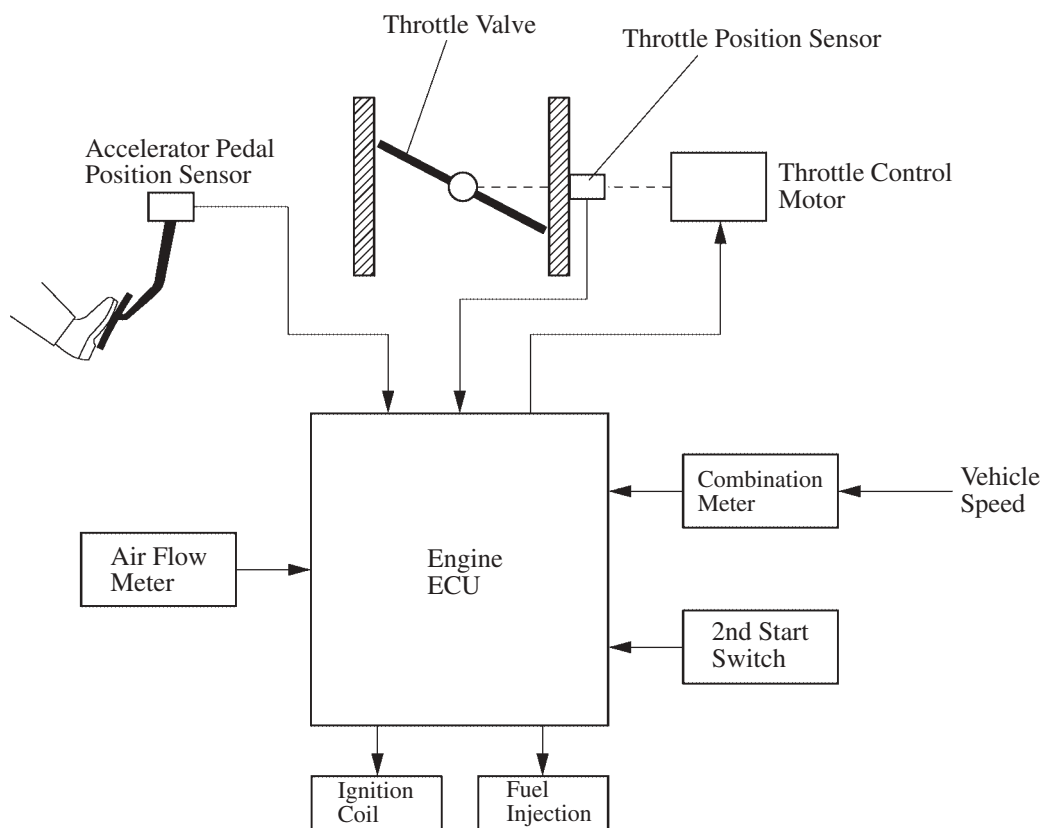 Throttle Valve
Throttle Position Sensor
Accelerator Pedal
Position Sensor
Throttle Control
Motor
Combination
Meter
Vehicle
Speed
Air Flow
Meter
Engine
ECU
2nd Start
Switch
Ignition
Coil
Fuel
Injection